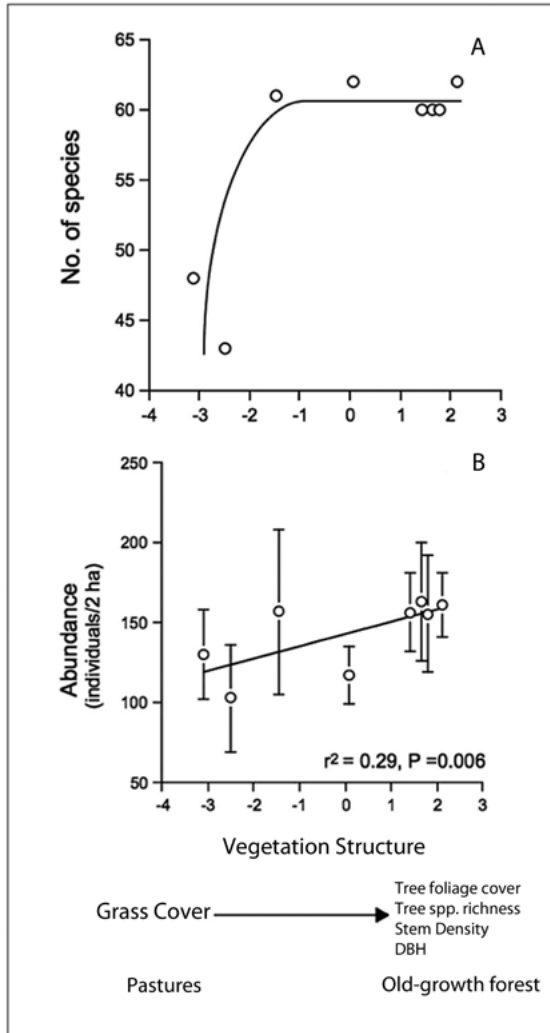 A
65
60
55
50
45
40
No. of species
-4 -3 -2 -1 0 1 2 3
B
250
200
150
100
50
Abundance
(individuals/2 ha)
r2 = 0.29, P =0.006
-4 -3 -2 -1 0 1 2 3
Vegetation Structure
Grass Cover
Tree foliage cover
Tree spp. richness
Stem Density
DBH
Pastures Old-growth forest